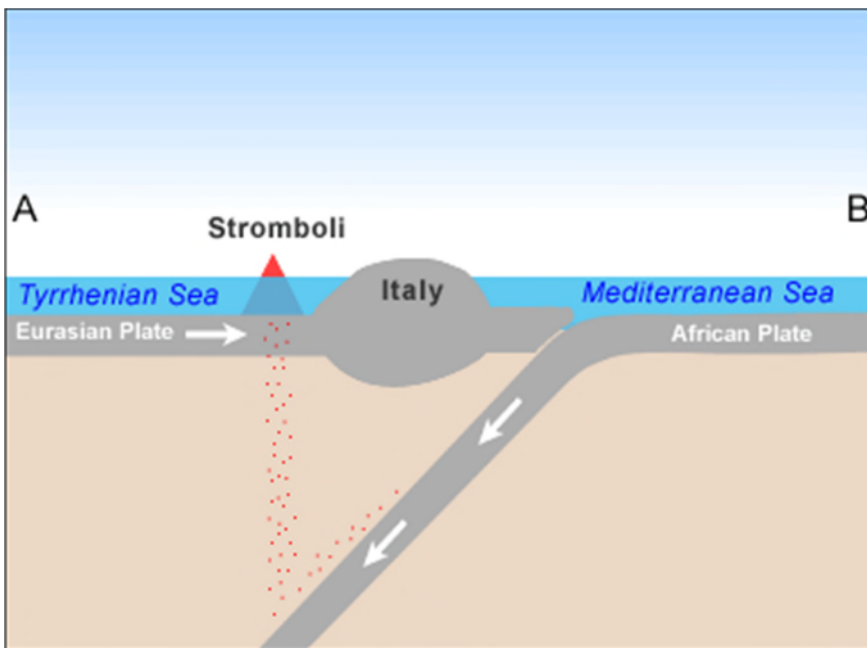 A
B
Stromboli
Tyrrhenian Sea
Italy
Mediterranean Sea
Eurasian Plate
African Plate